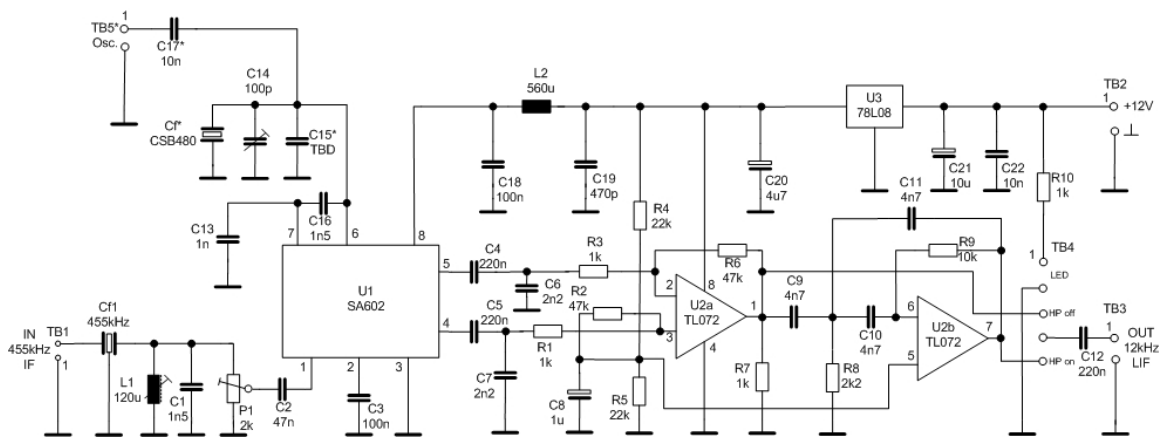 1
TB5*
Osc.
C17*
10n
C14
100p
Cf*
CSB480
C15*
TBD
C13
1n
C16
1n5
7
6
8
5
4
1
2
3
U1
SA602
IN
455kHz
IF
TB1
1
Cf1
455kHz
L1
120u
C1
1n5
P1
2k
C2
47n
C3
100n
C4
220n
C5
220n
C6
2n2
C7
2n2
L2
560u
C18
100n
C19
470p
C20
4u7
R4
22k
R3
1k
R2
47k
R1
1k
C8
1u
R5
22k
R6
47k
2
3
8
1
4
U2a
TL072
R7
1k
C9
4n7
C10
4n7
R8
2k2
C11
4n7
R9
10k
6
5
7
U2b
TL072
U3
78L08
C21
10u
C22
10n
R10
1k
TB2
1
+12V
TB4
1
LED
HP off
HP on
C12
220n
TB3
1
OUT
12kHz
LIF